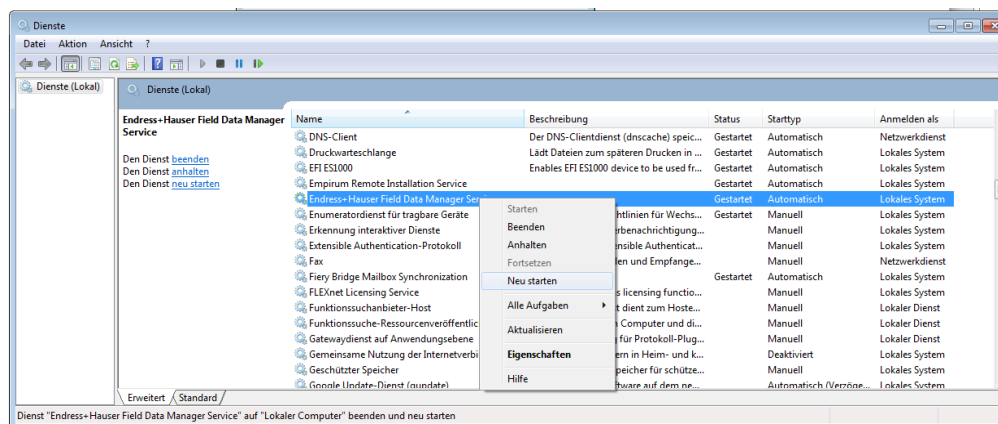 Dienste
Datei Aktion Ansicht ?
Dienste (Lokal)
Dienste (Lokal)
Endress+Hauser Field Data Manager
Service
Den Dienst beenden
Den Dienst anhalten
Den Dienst neu starten
Name Beschreibung Status Starttyp Anmelden als
DNS-Client Der DNS-Clientdienst (dnscache) speic... Gestartet Automatisch Netzwerkdienst
Druckwarteschlange Lädt Dateien zum späteren Drucken in ... Gestartet Automatisch Lokales System
EFI ES1000 Enables EFI ES1000 device to be used fr... Gestartet Automatisch Lokales System
Empirum Remote Installation Service Gestartet Automatisch Lokales System
Endress+Hauser Field Data Manager Ser Gestartet Automatisch Lokales System
Enumeratordienst für tragbare Geräte htlinien für Wechs... Gestartet Manuell Lokales System
Erkennung interaktiver Dienste rbenachrichtigung... Manuell Lokales System
Extensible Authentication-Protokoll ensible Authenticat... Manuell Lokales System
Fax en und Empfange... Manuell Netzwerkdienst
Fiery Bridge Mailbox Synchronization Gestartet Automatisch Lokales System
FLEXnet Licensing Service s licensing functio... Manuell Lokales System
Funktionssuchanbieter-Host t dient zum Hoste... Manuell Lokaler Dienst
Funktionssuche-Ressourcenveröffentlic Computer und di... Manuell Lokaler Dienst
Gatewaydienst auf Anwendungsebene für Protokoll-Plug... Manuell Lokaler Dienst
Gemeinsame Nutzung der Internetverbi ern in Heim- und k... Deaktiviert Lokales System
Geschützter Speicher peicher für schütze... Manuell Lokales System
Google Update-Dienst (gupdate) ftware auf dem ne... Automatisch (Verzöge... Lokales System
Starten
Beenden
Anhalten
Fortsetzen
Neu starten
Alle Aufgaben
Aktualisieren
Eigenschaften
Hilfe
Erweitert Standard
Dienst "Endress+Hauser Field Data Manager Service" auf "Lokaler Computer" beenden und neu starten